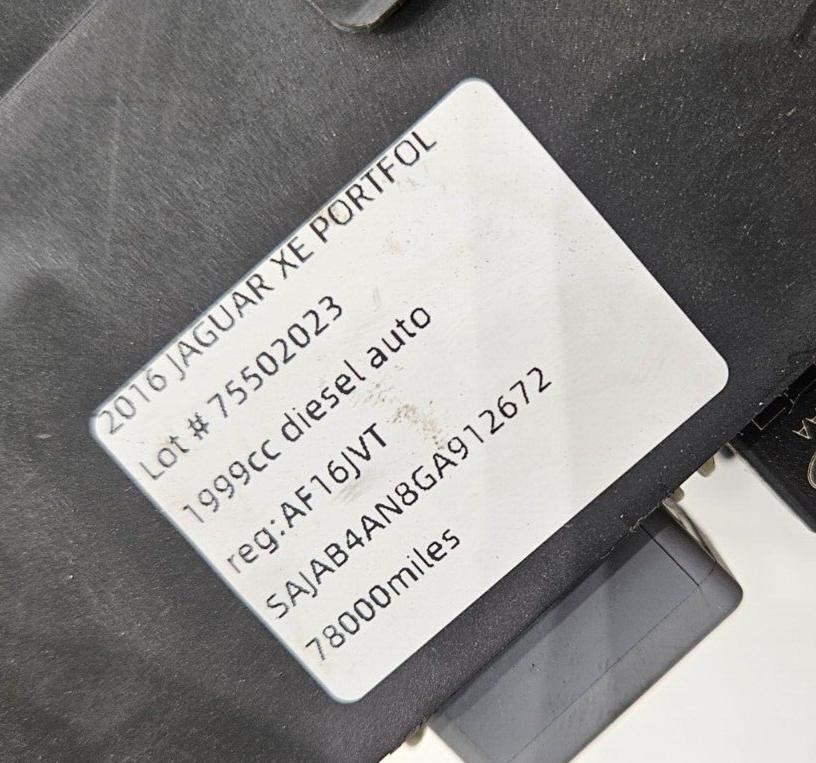 2016 JAGUAR XE PORTFOL
Lot # 75502023
1999cc diesel auto
reg:AF16JVT
SAJAB4AN8GA912672
78000miles